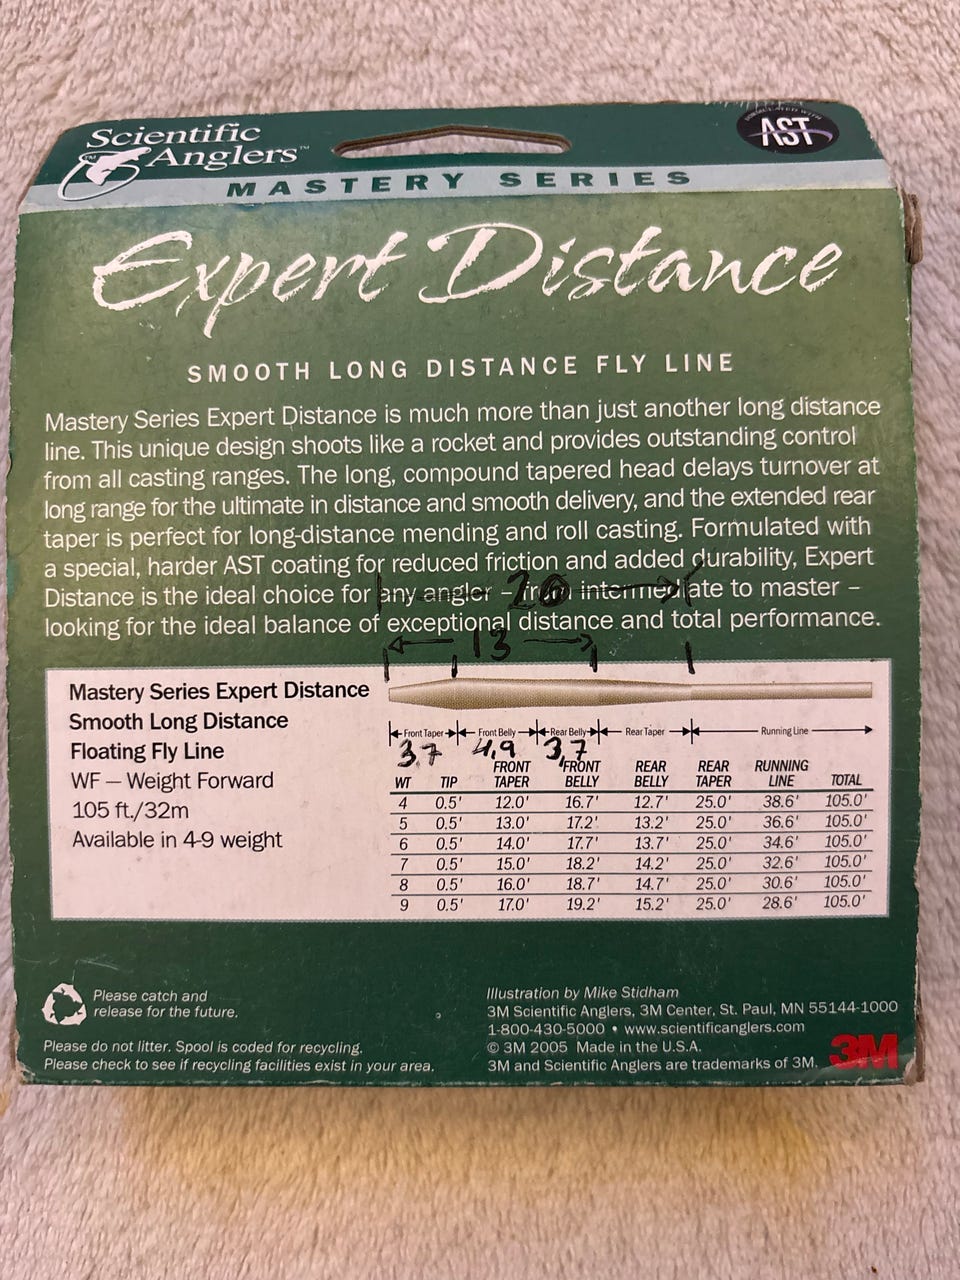 Scientific
Anglers™
FORMULATED WITH
AST
MASTERY SERIES
Expert Distance
SMOOTH LONG DISTANCE FLY LINE
Mastery Series Expert Distance is much more than just another long distance
line. This unique design shoots like a rocket and provides outstanding control
from all casting ranges. The long, compound tapered head delays turnover at
long range for the ultimate in distance and smooth delivery, and the extended rear
taper is perfect for long-distance mending and roll casting. Formulated with
a special, harder AST coating for reduced friction and added durability, Expert
Distance is the ideal choice for any angler – from intermediate to master –
20
looking for the ideal balance of exceptional distance and total performance.
13
Mastery Series Expert Distance
Smooth Long Distance
Floating Fly Line
WF – Weight Forward
105 ft./32m
Available in 4-9 weight
Front Taper Front Belly Rear Belly Rear Taper Running Line
3.7 4,9 3,7
WT TIP FRONT TAPER FRONT BELLY REAR BELLY REAR TAPER RUNNING LINE TOTAL
4 0.5' 12.0' 16.7' 12.7' 25.0' 38.6' 105.0'
5 0.5' 13.0' 17.2' 13.2' 25.0' 36.6' 105.0'
6 0.5' 14.0' 17.7' 13.7' 25.0' 34.6' 105.0'
7 0.5' 15.0' 18.2' 14.2' 25.0' 32.6' 105.0'
8 0.5' 16.0' 18.7' 14.7' 25.0' 30.6' 105.0'
9 0.5' 17.0' 19.2' 15.2' 25.0' 28.6' 105.0'
Please catch and
release for the future.
Please do not litter. Spool is coded for recycling.
Please check to see if recycling facilities exist in your area.
Illustration by Mike Stidham
3M Scientific Anglers, 3M Center, St. Paul, MN 55144-1000
1-800-430-5000 • www.scientificanglers.com
© 3M 2005 Made in the U.S.A.
3M and Scientific Anglers are trademarks of 3M.
3M